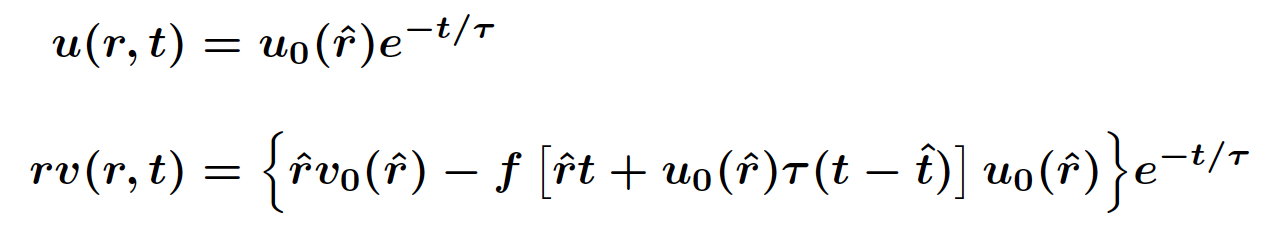 u(r, t) = u₀(r̂)e^{−t/τ}
rv(r, t) = {r̂v₀(r̂) − f [r̂t + u₀(r̂)τ(t − t̂)] u₀(r̂)}e^{−t/τ}